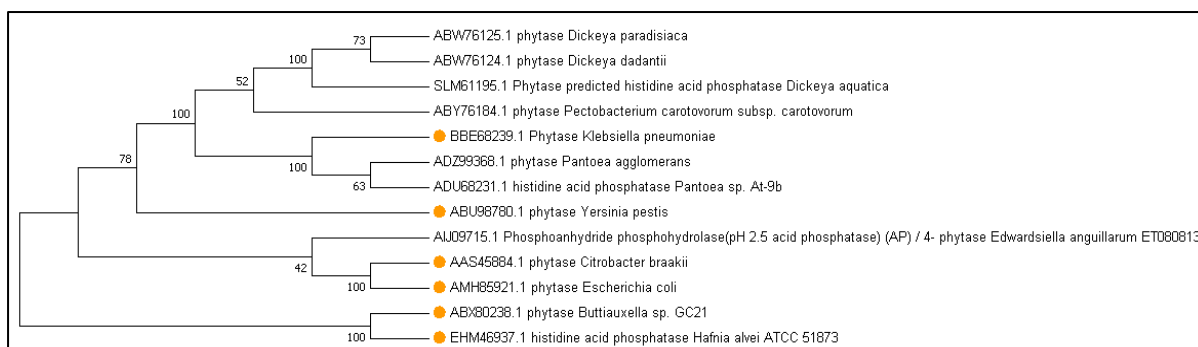 73
ABW76125.1 phytase Dickeya paradisiaca
100
ABW76124.1 phytase Dickeya dadantii
52
SLM61195.1 Phytase predicted histidine acid phosphatase Dickeya aquatica
100
ABY76184.1 phytase Pectobacterium carotovorum subsp. carotovorum
BBE68239.1 Phytase Klebsiella pneumoniae
78
100
ADZ99368.1 phytase Pantoea agglomerans
63
ADU68231.1 histidine acid phosphatase Pantoea sp. At-9b
ABU98780.1 phytase Yersinia pestis
AIJ09715.1 Phosphoanhydride phosphohydrolase(pH 2.5 acid phosphatase) (AP) / 4- phytase Edwardsiella anguillarum ET080813
42
AAS45884.1 phytase Citrobacter braakii
100
AMH85921.1 phytase Escherichia coli
ABX80238.1 phytase Buttiauxella sp. GC21
100
EHM46937.1 histidine acid phosphatase Hafnia alvei ATCC 51873